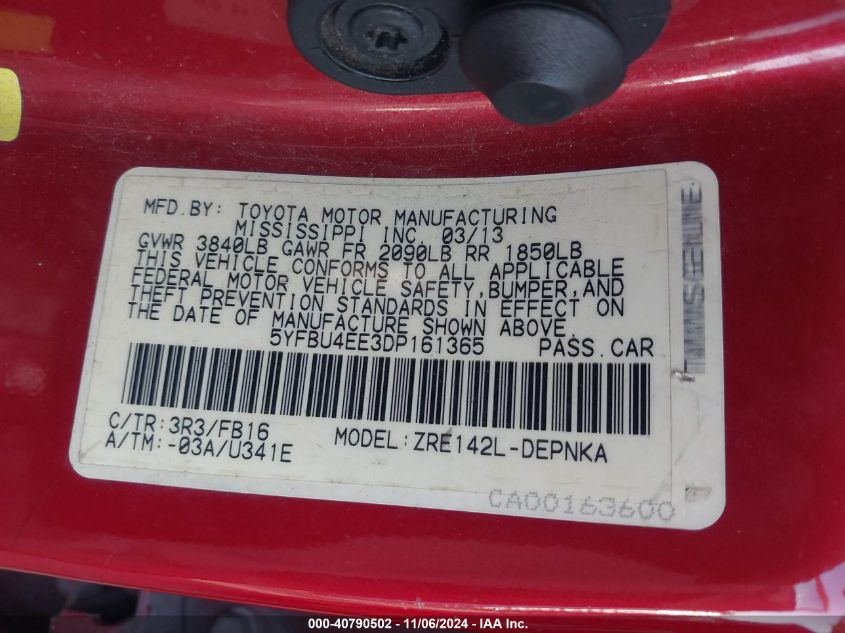 MFD.BY: TOYOTA MOTOR MANUFACTURING
MISSISSIPPI INC. 03/13
GVWR 3840LB GAWR FR 2090LB RR 1850LB
THIS VEHICLE CONFORMS TO ALL APPLICABLE
FEDERAL MOTOR VEHICLE SAFETY,BUMPER,AND
THEFT PREVENTION STANDARDS IN EFFECT ON
THE DATE OF MANUFACTURE SHOWN ABOVE.
5YFBU4EE3DP161365 PASS.CAR
C/TR:3R3/FB16 MODEL:ZRE142L-DEPNKA
A/TM:-03A/U341E
CA00163600
000-40790502 - 11/06/2024 - IAA Inc.